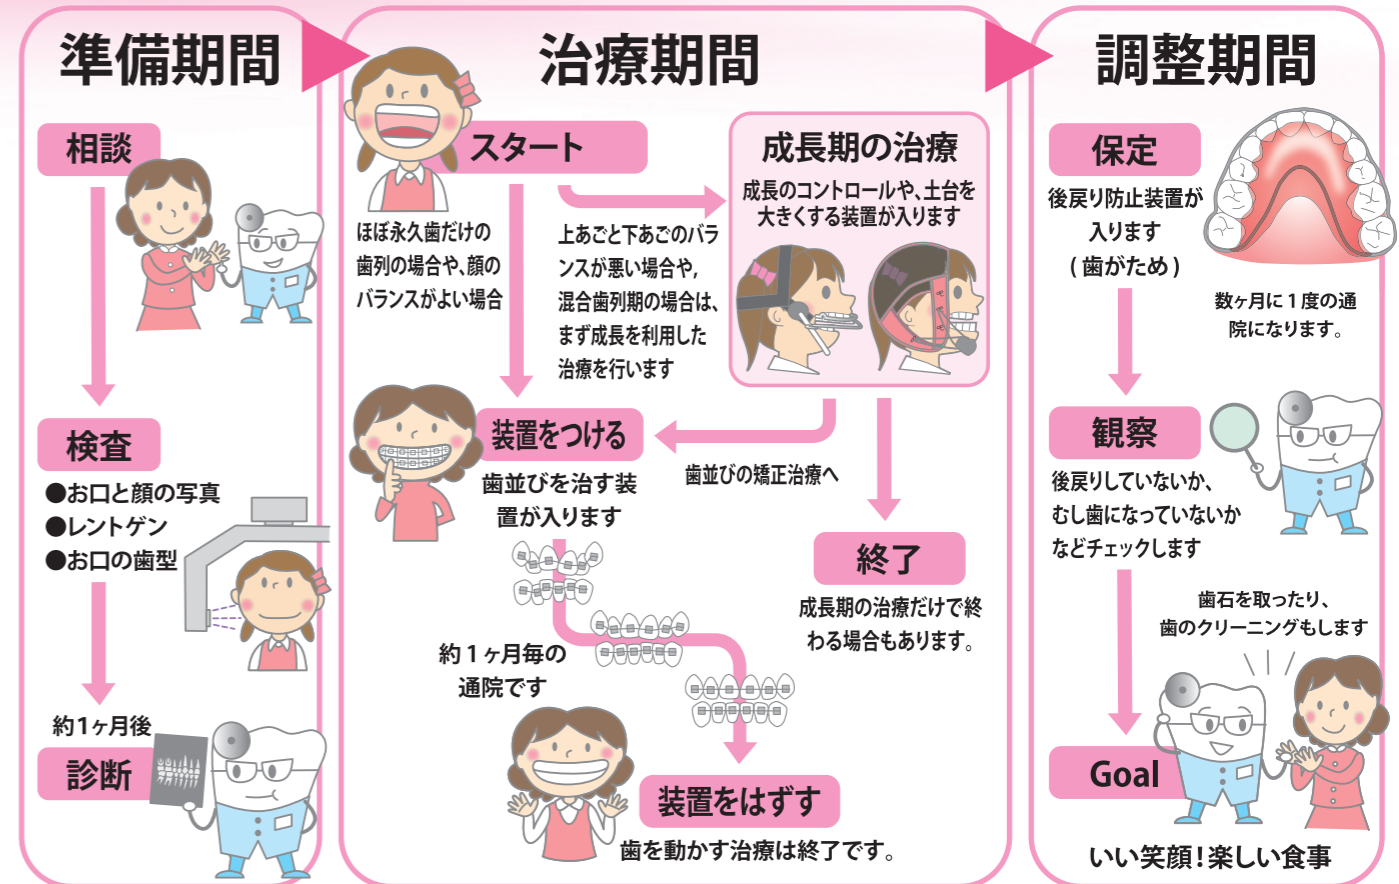 準備期間
相談
検査
●お口と顔の写真
●レントゲン
●お口の歯型
約1ヶ月後
診断
治療期間
スタート
ほぼ永久歯だけの
歯列の場合や、顔の
バランスがよい場合
上あごと下あごのバラ
ンスが悪い場合や,
混合歯列期の場合は、
まず成長を利用した
治療を行います
成長期の治療
成長のコントロールや、土台を
大きくする装置が入ります
装置をつける
歯並びを治す装
置が入ります
歯並びの矯正治療へ
終了
成長期の治療だけで終
わる場合もあります。
約1ヶ月毎の
通院です
装置をはずす
歯を動かす治療は終了です。
調整期間
保定
後戻り防止装置が
入ります
(歯がため)
数ヶ月に1度の通
院になります。
観察
後戻りしていないか、
むし歯になっていないか
などチェックします
歯石を取ったり、
歯のクリーニングもします
Goal
いい笑顔!楽しい食事